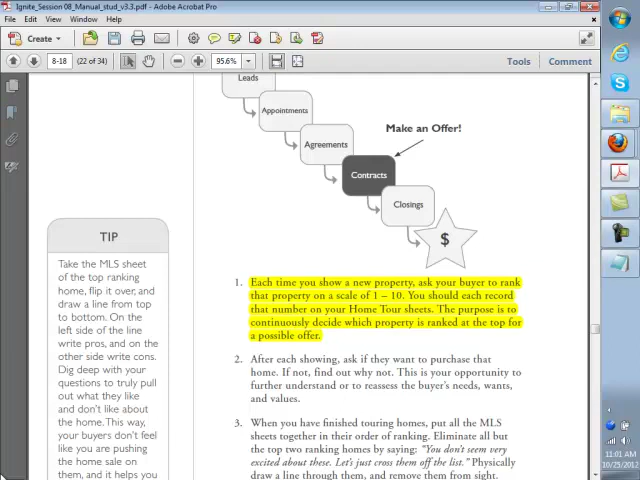 Ignite_Session 08_Manual_stud_v3.3.pdf - Adobe Acrobat Pro
File Edit View Window Help
Create
8-18 (22 of 34) 95.6% Tools Comment
Leads
Appointments
Make an Offer!
Agreements
Contracts
Closings
$
TIP
Take the MLS sheet
of the top ranking
home, flip it over, and
draw a line from top
to bottom. On the
left side of the line
write pros, and on the
other side write cons.
Dig deep with your
questions to truly pull
out what they like
and don't like about
the home. This way,
your buyers don't feel
like you are pushing
the home sale on
them, and it helps you
1. Each time you show a new property, ask your buyer to rank
that property on a scale of 1 – 10. You should each record
that number on your Home Tour sheets. The purpose is to
continuously decide which property is ranked at the top for
a possible offer.
2. After each showing, ask if they want to purchase that
home. If not, find out why not. This is your opportunity to
further understand or to reassess the buyer's needs, wants,
and values.
3. When you have finished touring homes, put all the MLS
sheets together in their order of ranking. Eliminate all but
the top two ranking homes by saying: "You don't seem very
excited about these. Let's just cross them off the list." Physically
draw a line through them, and remove them from sight.
11:01 AM
10/25/2012